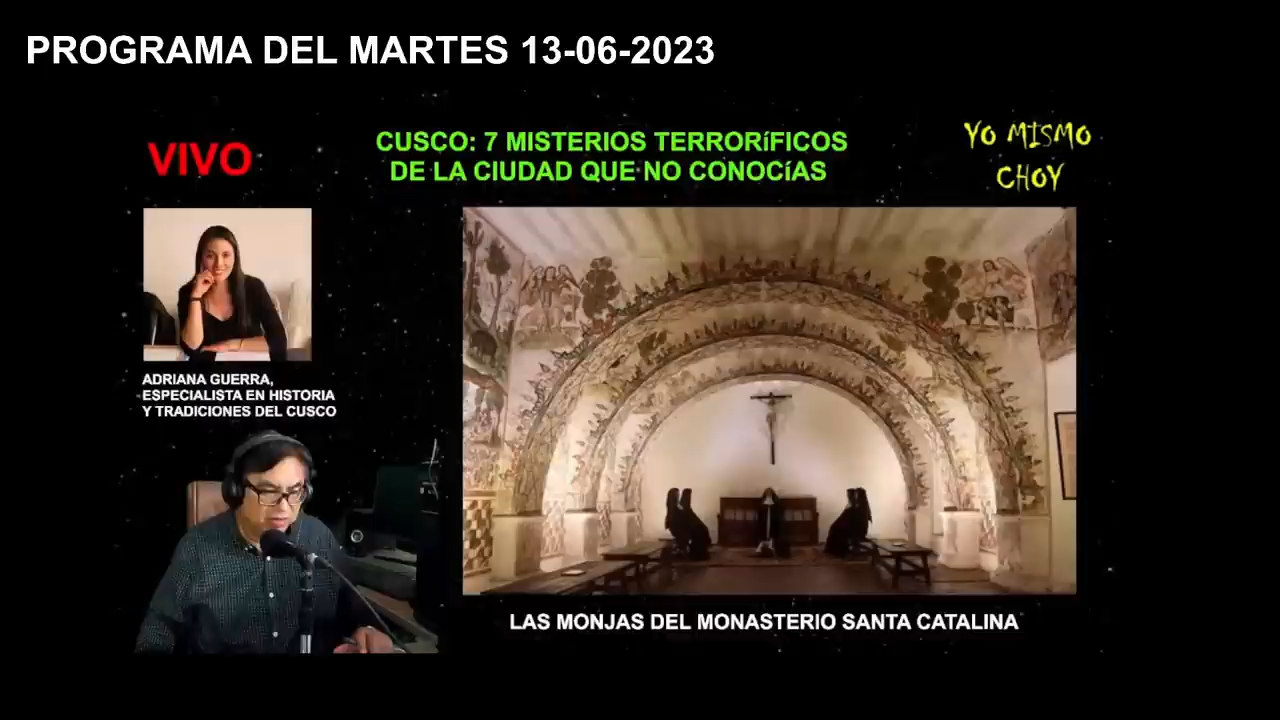 PROGRAMA DEL MARTES 13-06-2023
VIVO
CUSCO: 7 MISTERIOS TERRORíFICOS
DE LA CIUDAD QUE NO CONOCíAS
YO MISMO
CHOY
ADRIANA GUERRA,
ESPECIALISTA EN HISTORIA
Y TRADICIONES DEL CUSCO
LAS MONJAS DEL MONASTERIO SANTA CATALINA